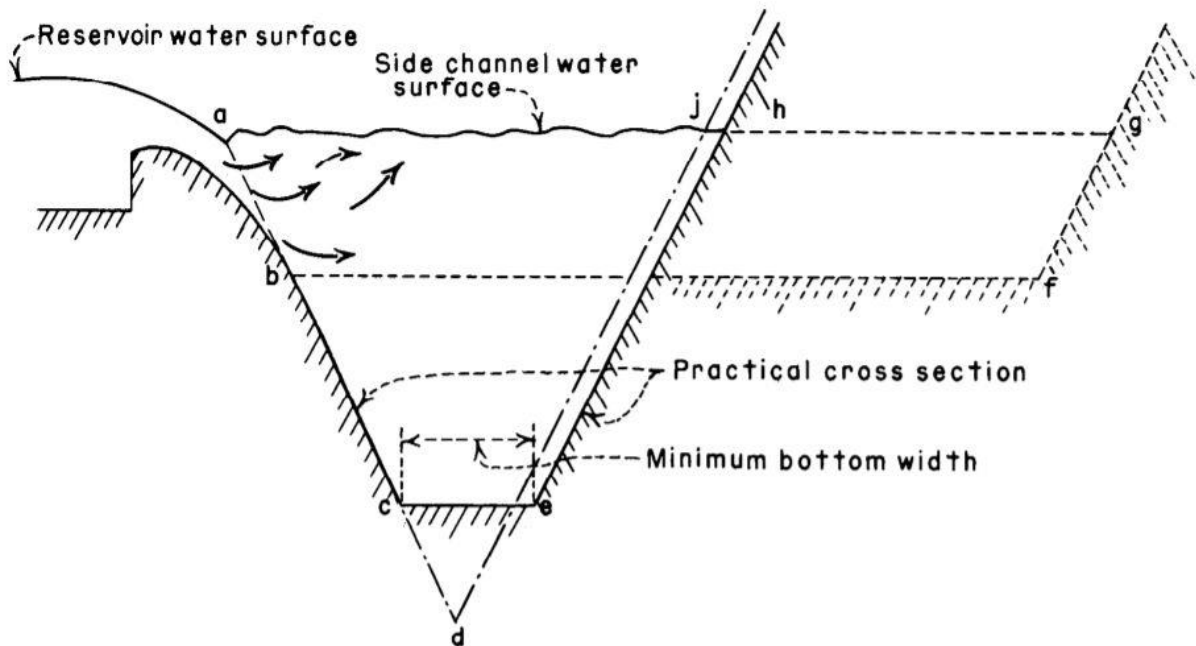 Reservoir water surface
Side channel water
surface
a
j
h
g
b
f
Practical cross section
Minimum bottom width
c
e
d